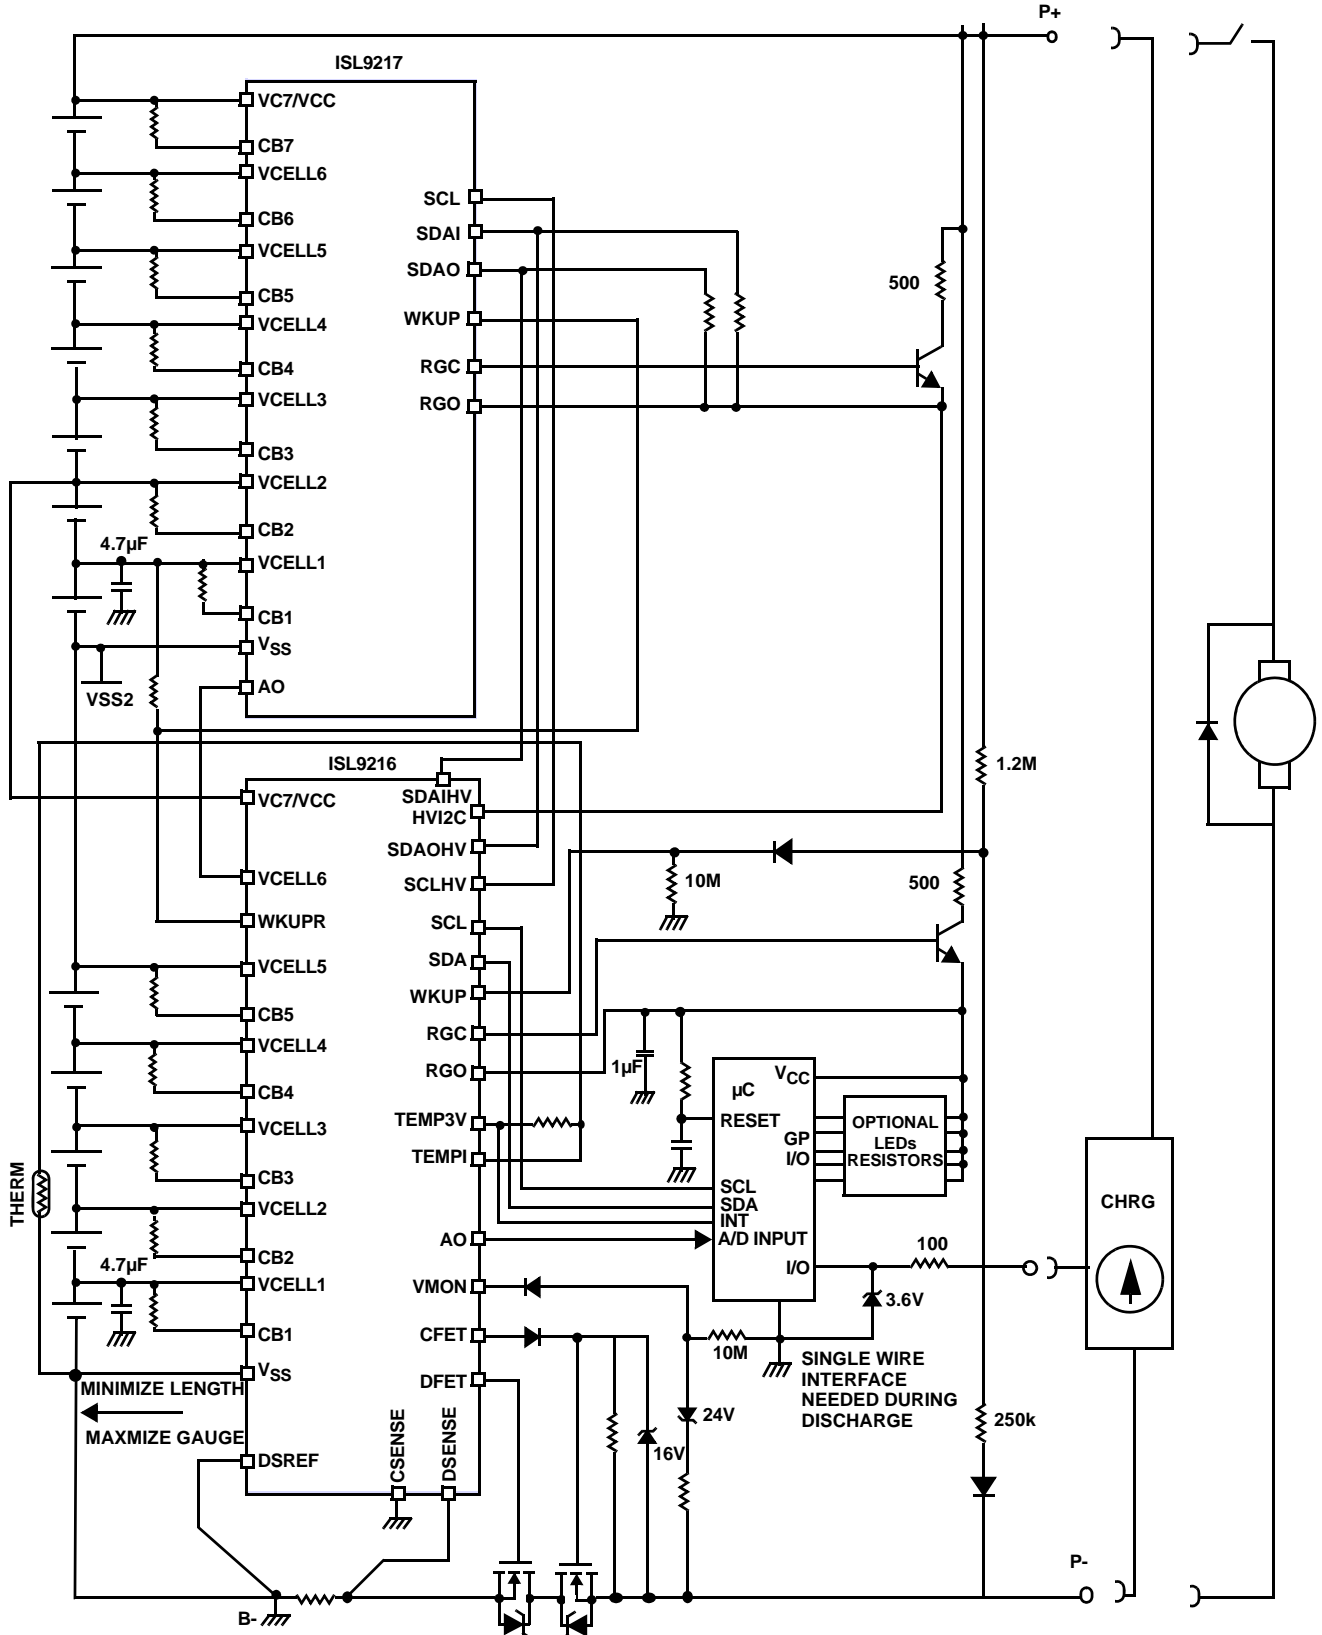 P+
ISL9217
VC7/VCC
CB7
VCELL6
CB6
VCELL5
CB5
VCELL4
CB4
VCELL3
CB3
VCELL2
CB2
4.7µF
VCELL1
CB1
VSS
VSS2
AO
SCL
SDAI
SDAO
WKUP
RGC
RGO
500
1.2M
ISL9216
VC7/VCC
VCELL6
WKUPR
VCELL5
CB5
VCELL4
CB4
VCELL3
CB3
VCELL2
CB2
4.7µF
VCELL1
CB1
VSS
THERM
MINIMIZE LENGTH
MAXMIZE GAUGE
DSREF
B-
SDAIHV
HVI2C
SDAOHV
SCLHV
SCL
SDA
WKUP
RGC
RGO
TEMP3V
TEMPI
AO
VMON
CFET
DFET
CSENSE
DSENSE
10M
500
1µF
µC
VCC
RESET
GP
I/O
SCL
SDA
INT
A/D INPUT
I/O
OPTIONAL
LEDs
RESISTORS
100
3.6V
10M
SINGLE WIRE
INTERFACE
NEEDED DURING
DISCHARGE
24V
16V
250k
CHRG
P-